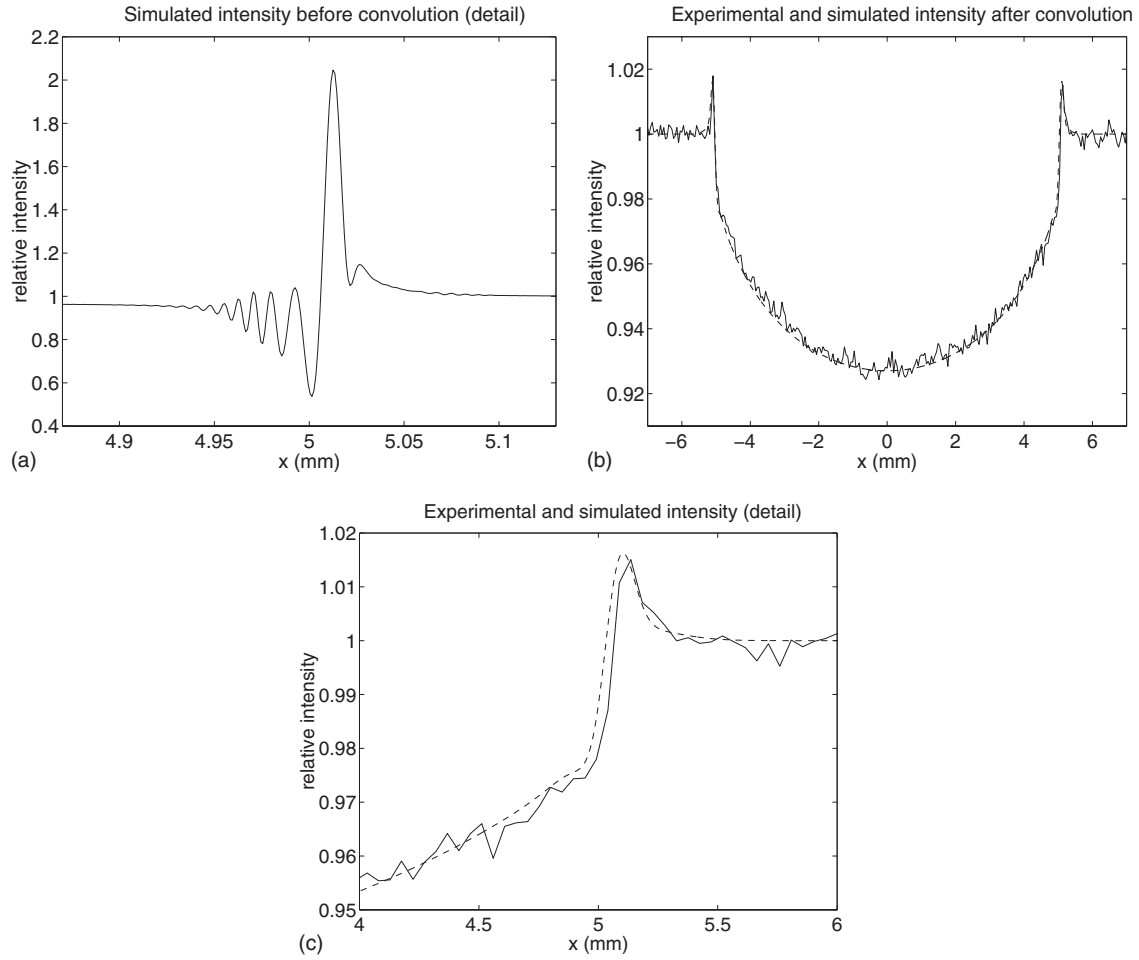 Simulated intensity before convolution (detail)
2.2
2
1.8
1.6
1.4
1.2
1
0.8
0.6
0.4
relative intensity
4.9 4.95 5 5.05 5.1
x (mm)
(a)
Experimental and simulated intensity after convolution
1.02
1
0.98
0.96
0.94
0.92
relative intensity
−6 −4 −2 0 2 4 6
x (mm)
(b)
Experimental and simulated intensity (detail)
1.02
1.01
1
0.99
0.98
0.97
0.96
0.95
relative intensity
4 4.5 5 5.5 6
x (mm)
(c)